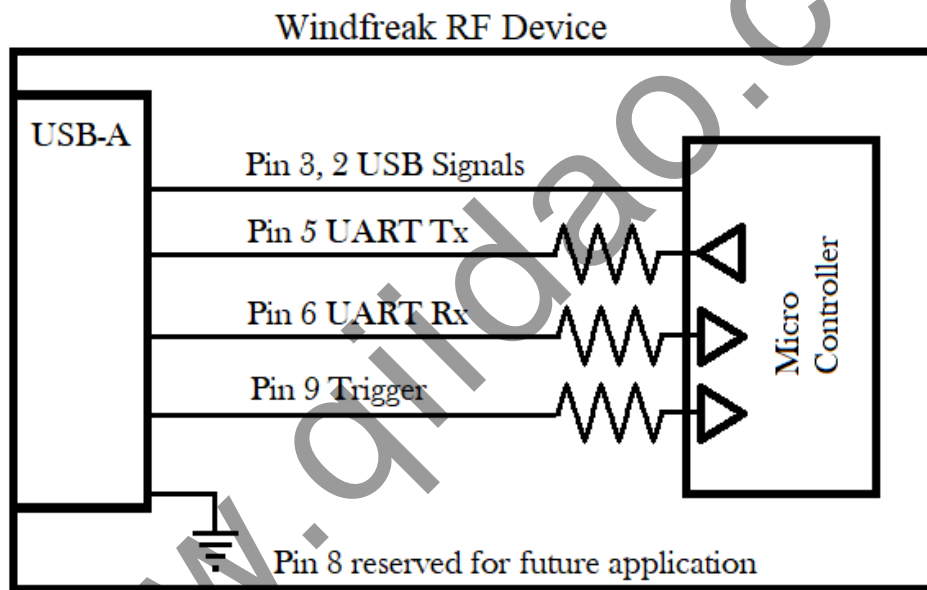 Windfreak RF Device
USB-A
Pin 3, 2 USB Signals
Pin 5 UART Tx
Pin 6 UART Rx
Pin 9 Trigger
Micro
Controller
Pin 8 reserved for future application
w.qiidao.c